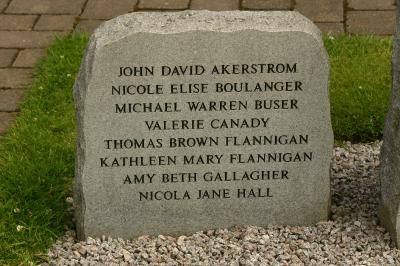 JOHN DAVID AKERSTROM
NICOLE ELISE BOULANGER
MICHAEL WARREN BUSER
VALERIE CANADY
THOMAS BROWN FLANNIGAN
KATHLEEN MARY FLANNIGAN
AMY BETH GALLAGHER
NICOLA JANE HALL